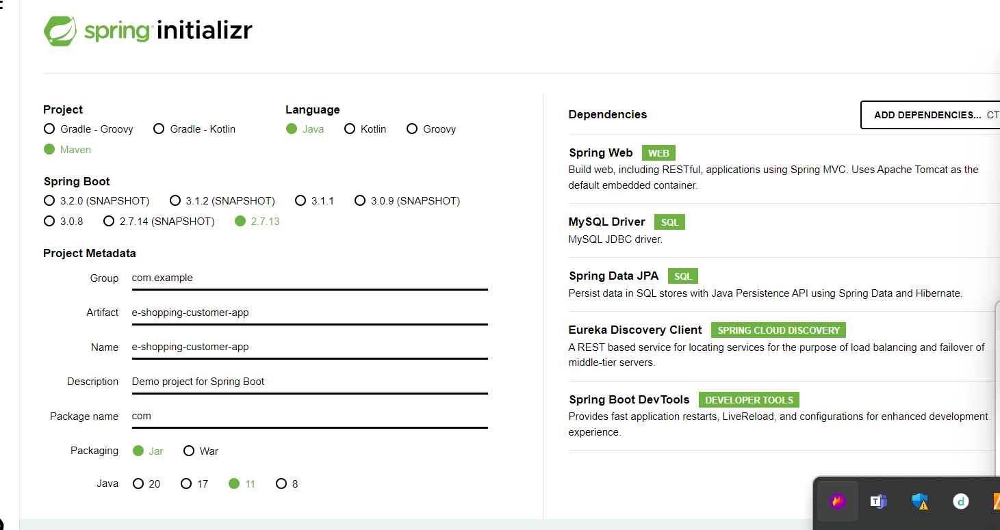 spring initializr
Project
Language
Gradle - Groovy Gradle - Kotlin
Java Kotlin Groovy
Maven
Spring Boot
3.2.0 (SNAPSHOT) 3.1.2 (SNAPSHOT) 3.1.1 3.0.9 (SNAPSHOT)
3.0.8 2.7.14 (SNAPSHOT) 2.7.13
Project Metadata
Group com.example
Artifact e-shopping-customer-app
Name e-shopping-customer-app
Description Demo project for Spring Boot
Package name com
Packaging Jar War
Java 20 17 11 8
Dependencies
ADD DEPENDENCIES... CT
Spring Web WEB
Build web, including RESTful, applications using Spring MVC. Uses Apache Tomcat as the
default embedded container.
MySQL Driver SQL
MySQL JDBC driver.
Spring Data JPA SQL
Persist data in SQL stores with Java Persistence API using Spring Data and Hibernate.
Eureka Discovery Client SPRING CLOUD DISCOVERY
A REST based service for locating services for the purpose of load balancing and failover of
middle-tier servers.
Spring Boot DevTools DEVELOPER TOOLS
Provides fast application restarts, LiveReload, and configurations for enhanced development
experience.
T
d